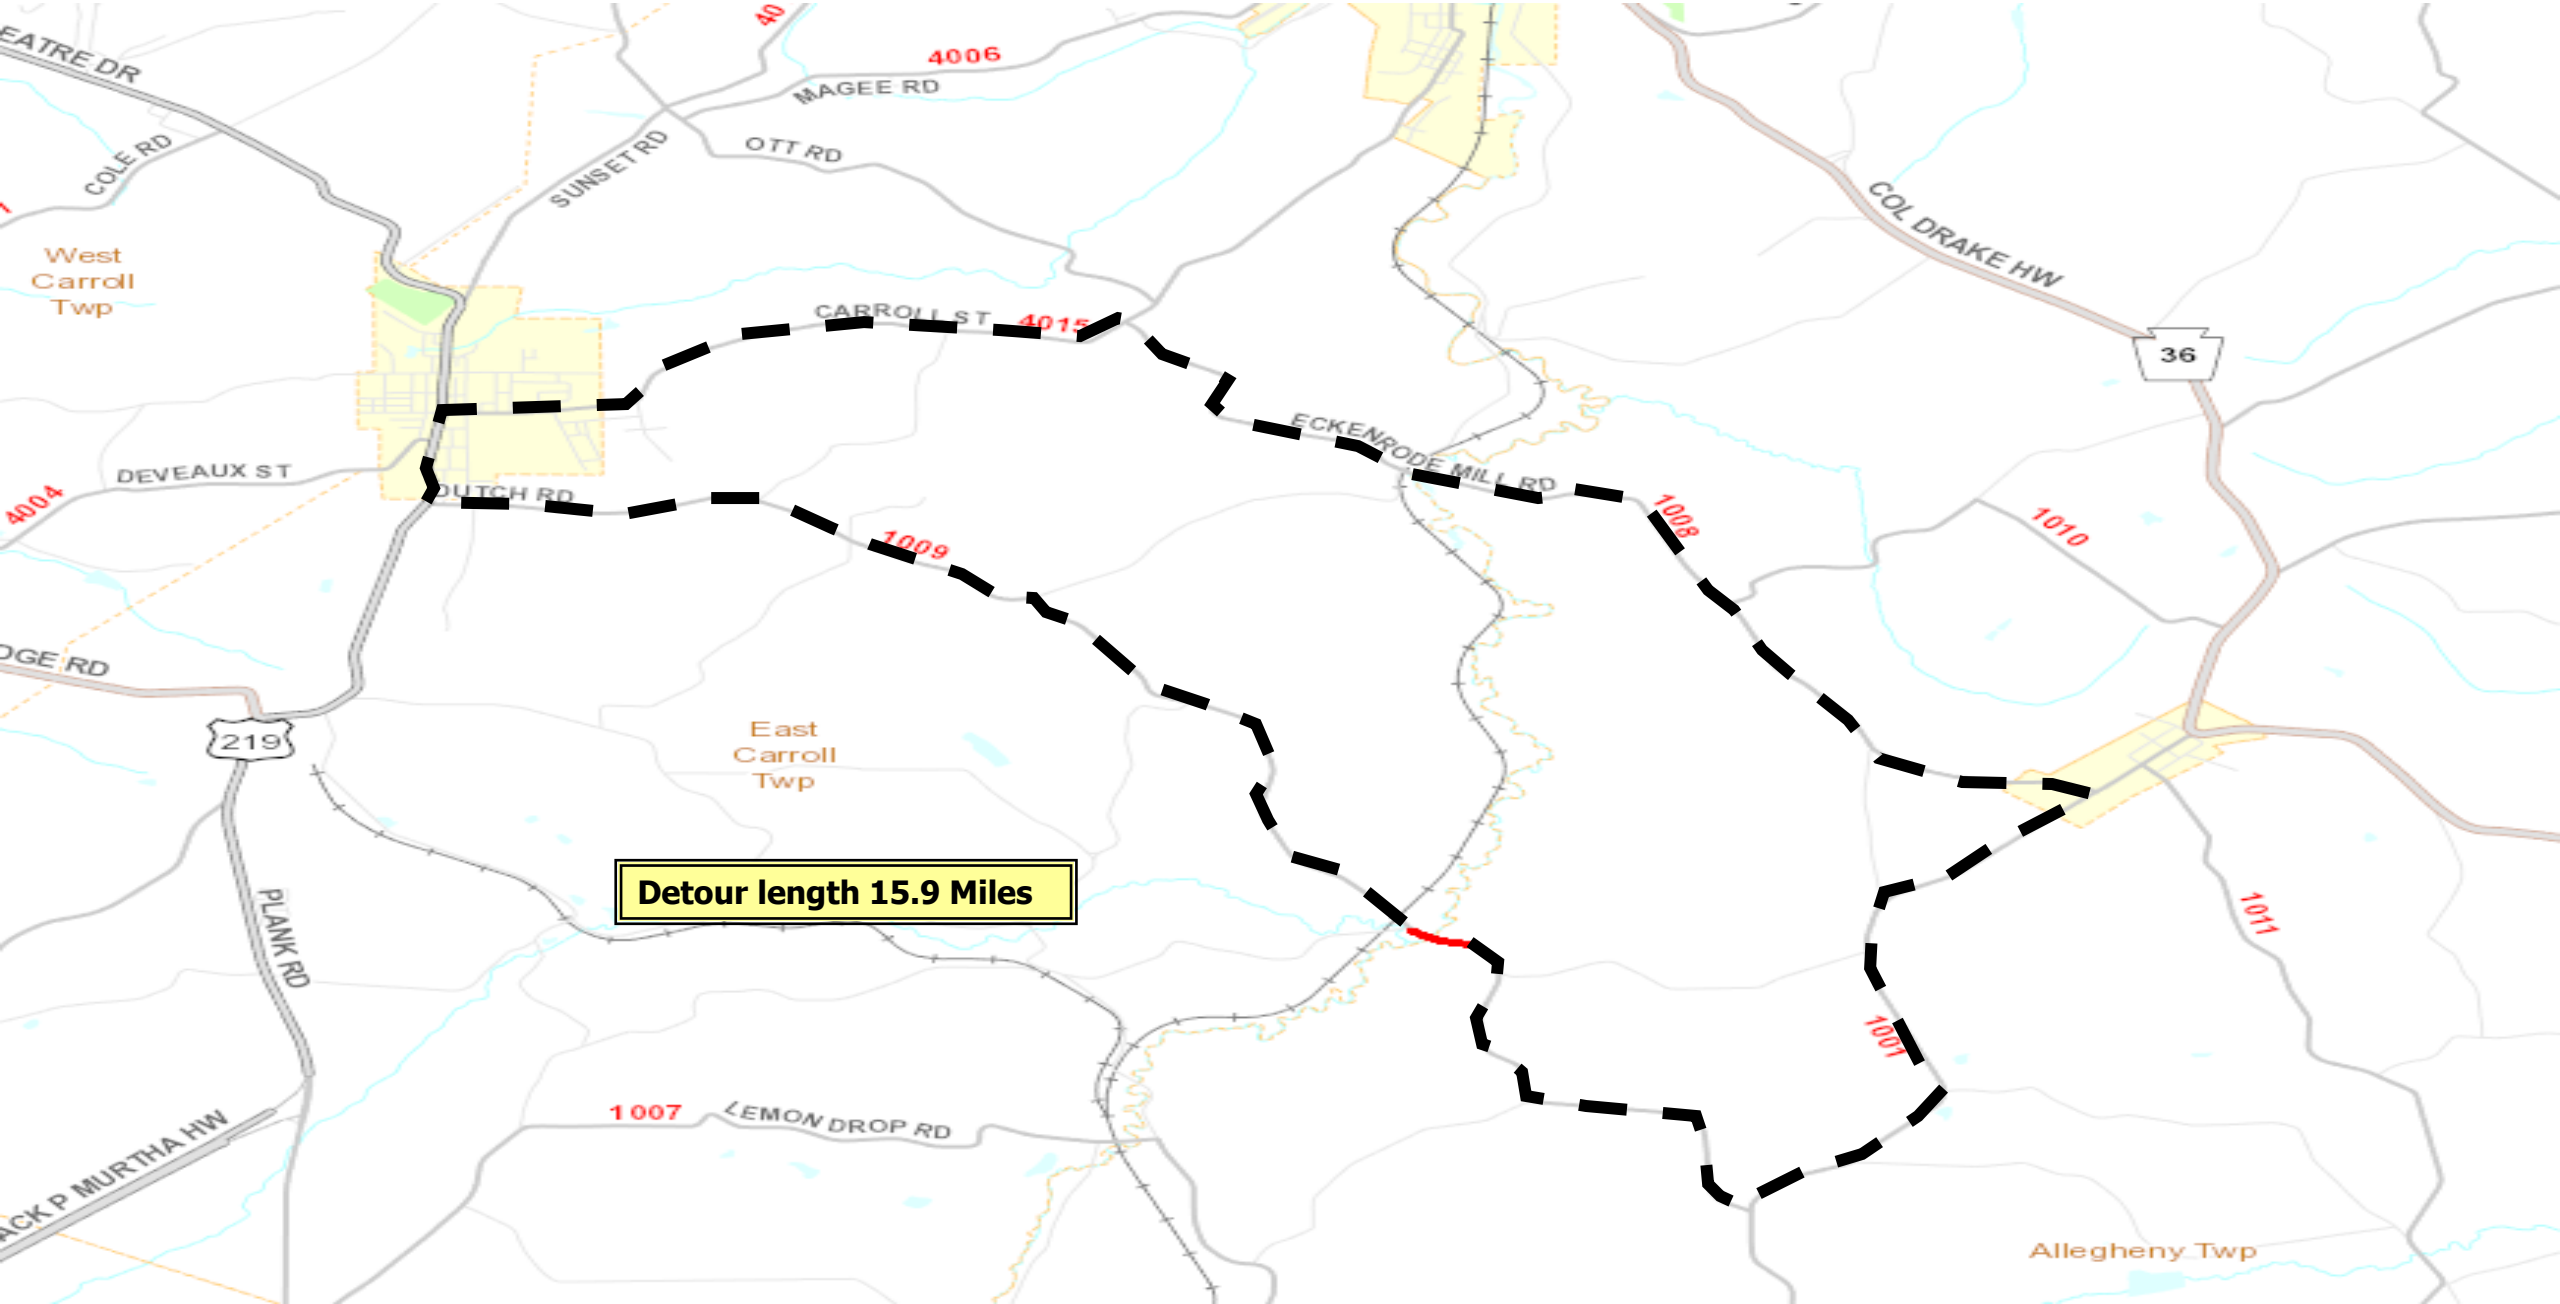 EATRE DR
40
4006
MAGEE RD
COLE RD
SUNSET RD
OTT RD
COL DRAKE HW
West
Carroll
Twp
CARROLL ST
4015
36
ECKENRODE MILL RD
DEVEAUX ST
4004
DUTCH RD
1008
1010
1009
DGE RD
219
East
Carroll
Twp
Detour length 15.9 Miles
PLANK RD
1011
1001
1007
LEMON DROP RD
ACK P MURTHA HW
Allegheny Twp